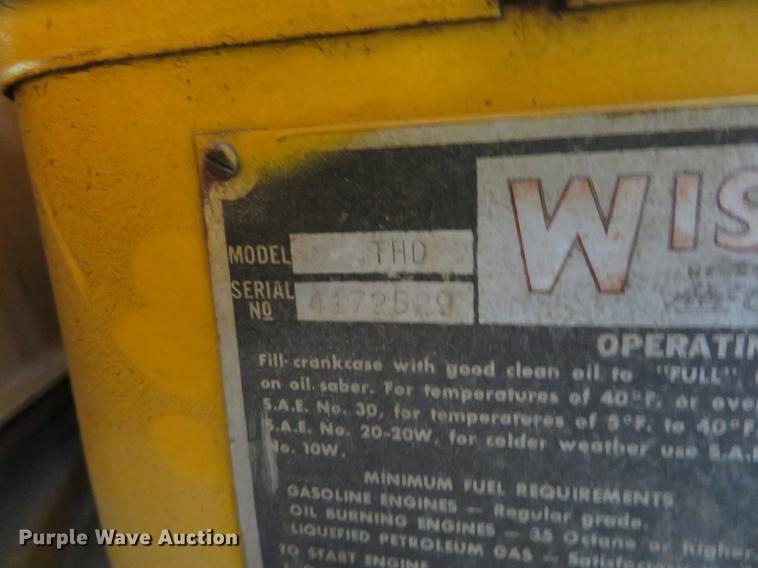 WIS
MODEL THD
SERIAL NO 4172529
OPERATIN
Fill crankcase with good clean oil to "FULL"
on oil saber. For temperatures of 40°F. or ove
S.A.E. No. 30, for temperatures of 5°F. to 40°F.
S.A.E. No. 20-20W, for colder weather use S.A.E
No. 10W.
MINIMUM FUEL REQUIREMENTS
GASOLINE ENGINES — Regular grade.
OIL BURNING ENGINES — 35 Octane or higher.
LIQUEFIED PETROLEUM GAS — Satisfac
TO START ENGINE
Purple Wave Auction